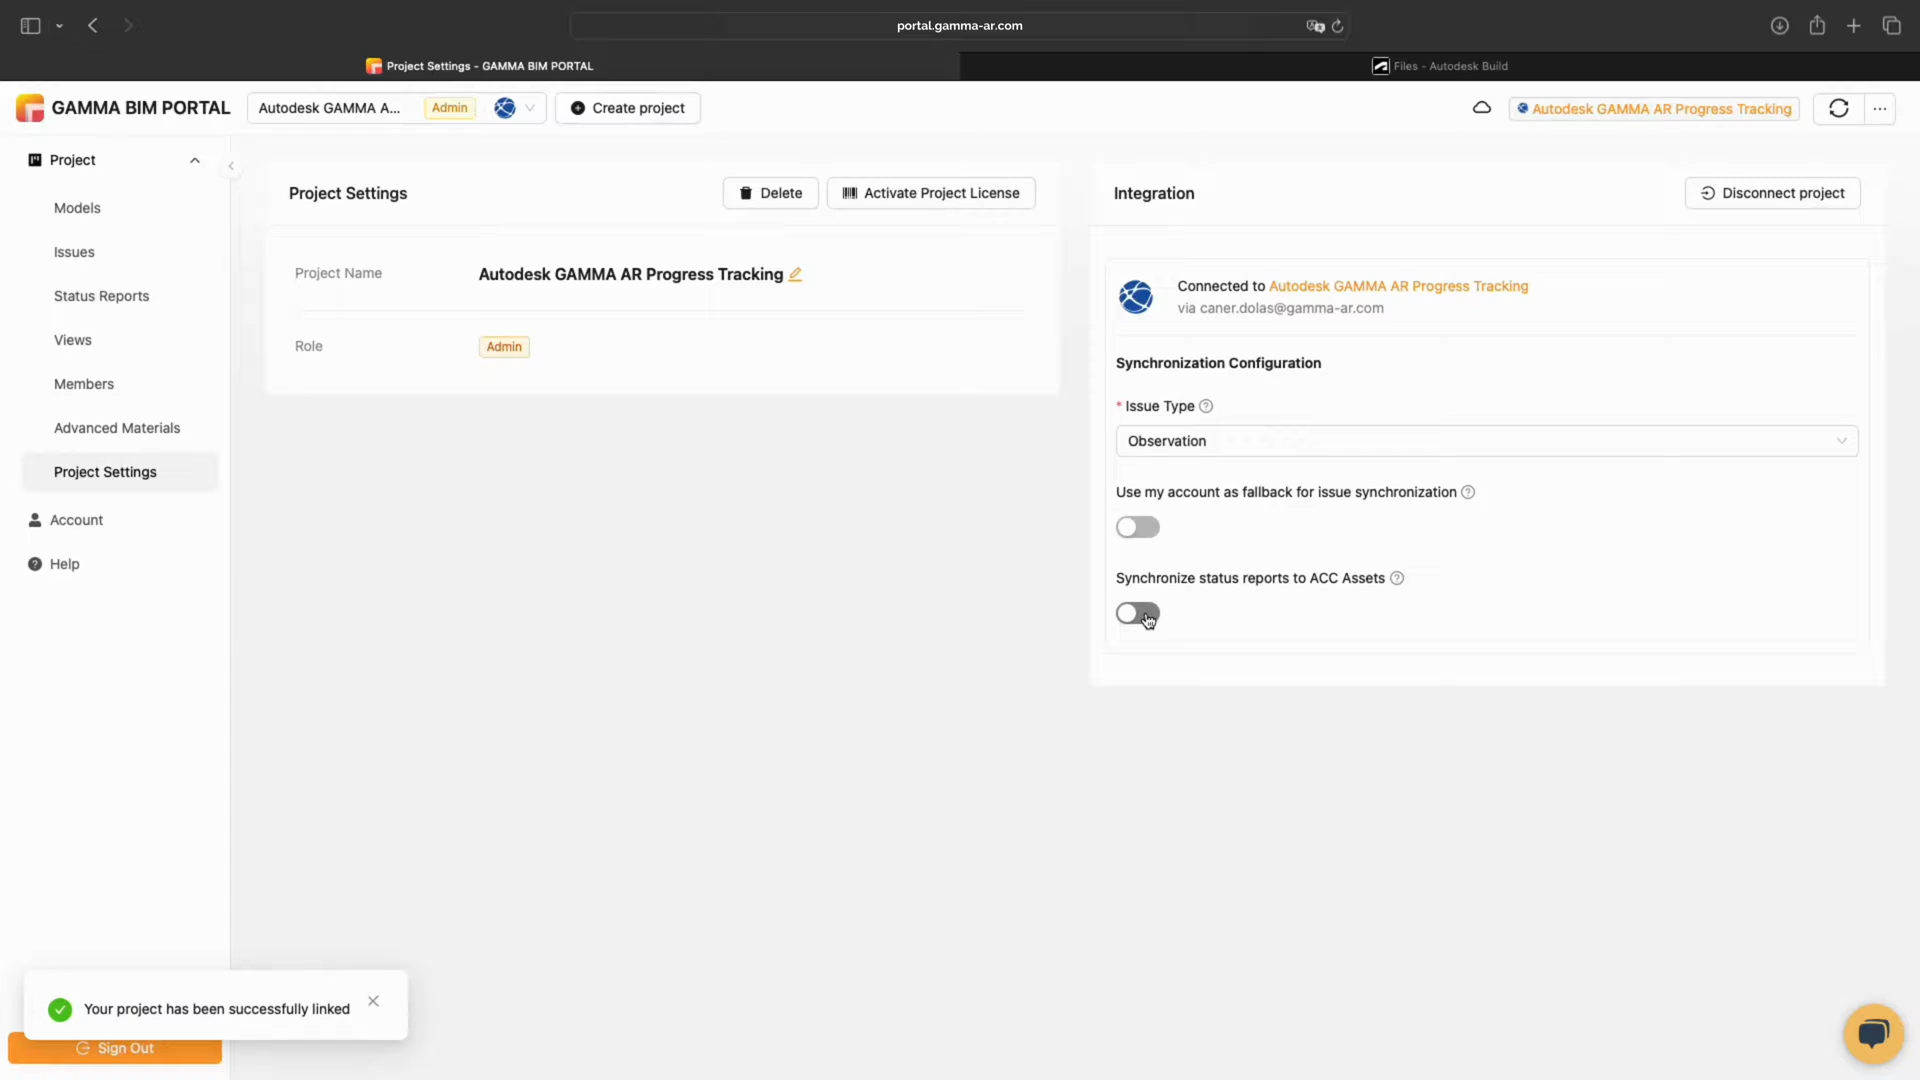 portal.gamma-ar.com
Project Settings - GAMMA BIM PORTAL
Files - Autodesk Build
GAMMA BIM PORTAL
Autodesk GAMMA A...
Admin
Create project
Autodesk GAMMA AR Progress Tracking
Project
Models
Issues
Status Reports
Views
Members
Advanced Materials
Project Settings
Account
Help
Project Settings
Delete
Activate Project License
Project Name
Autodesk GAMMA AR Progress Tracking
Role
Admin
Integration
Disconnect project
Connected to Autodesk GAMMA AR Progress Tracking
via caner.dolas@gamma-ar.com
Synchronization Configuration
* Issue Type
Observation
Use my account as fallback for issue synchronization
Synchronize status reports to ACC Assets
Your project has been successfully linked
Sign Out